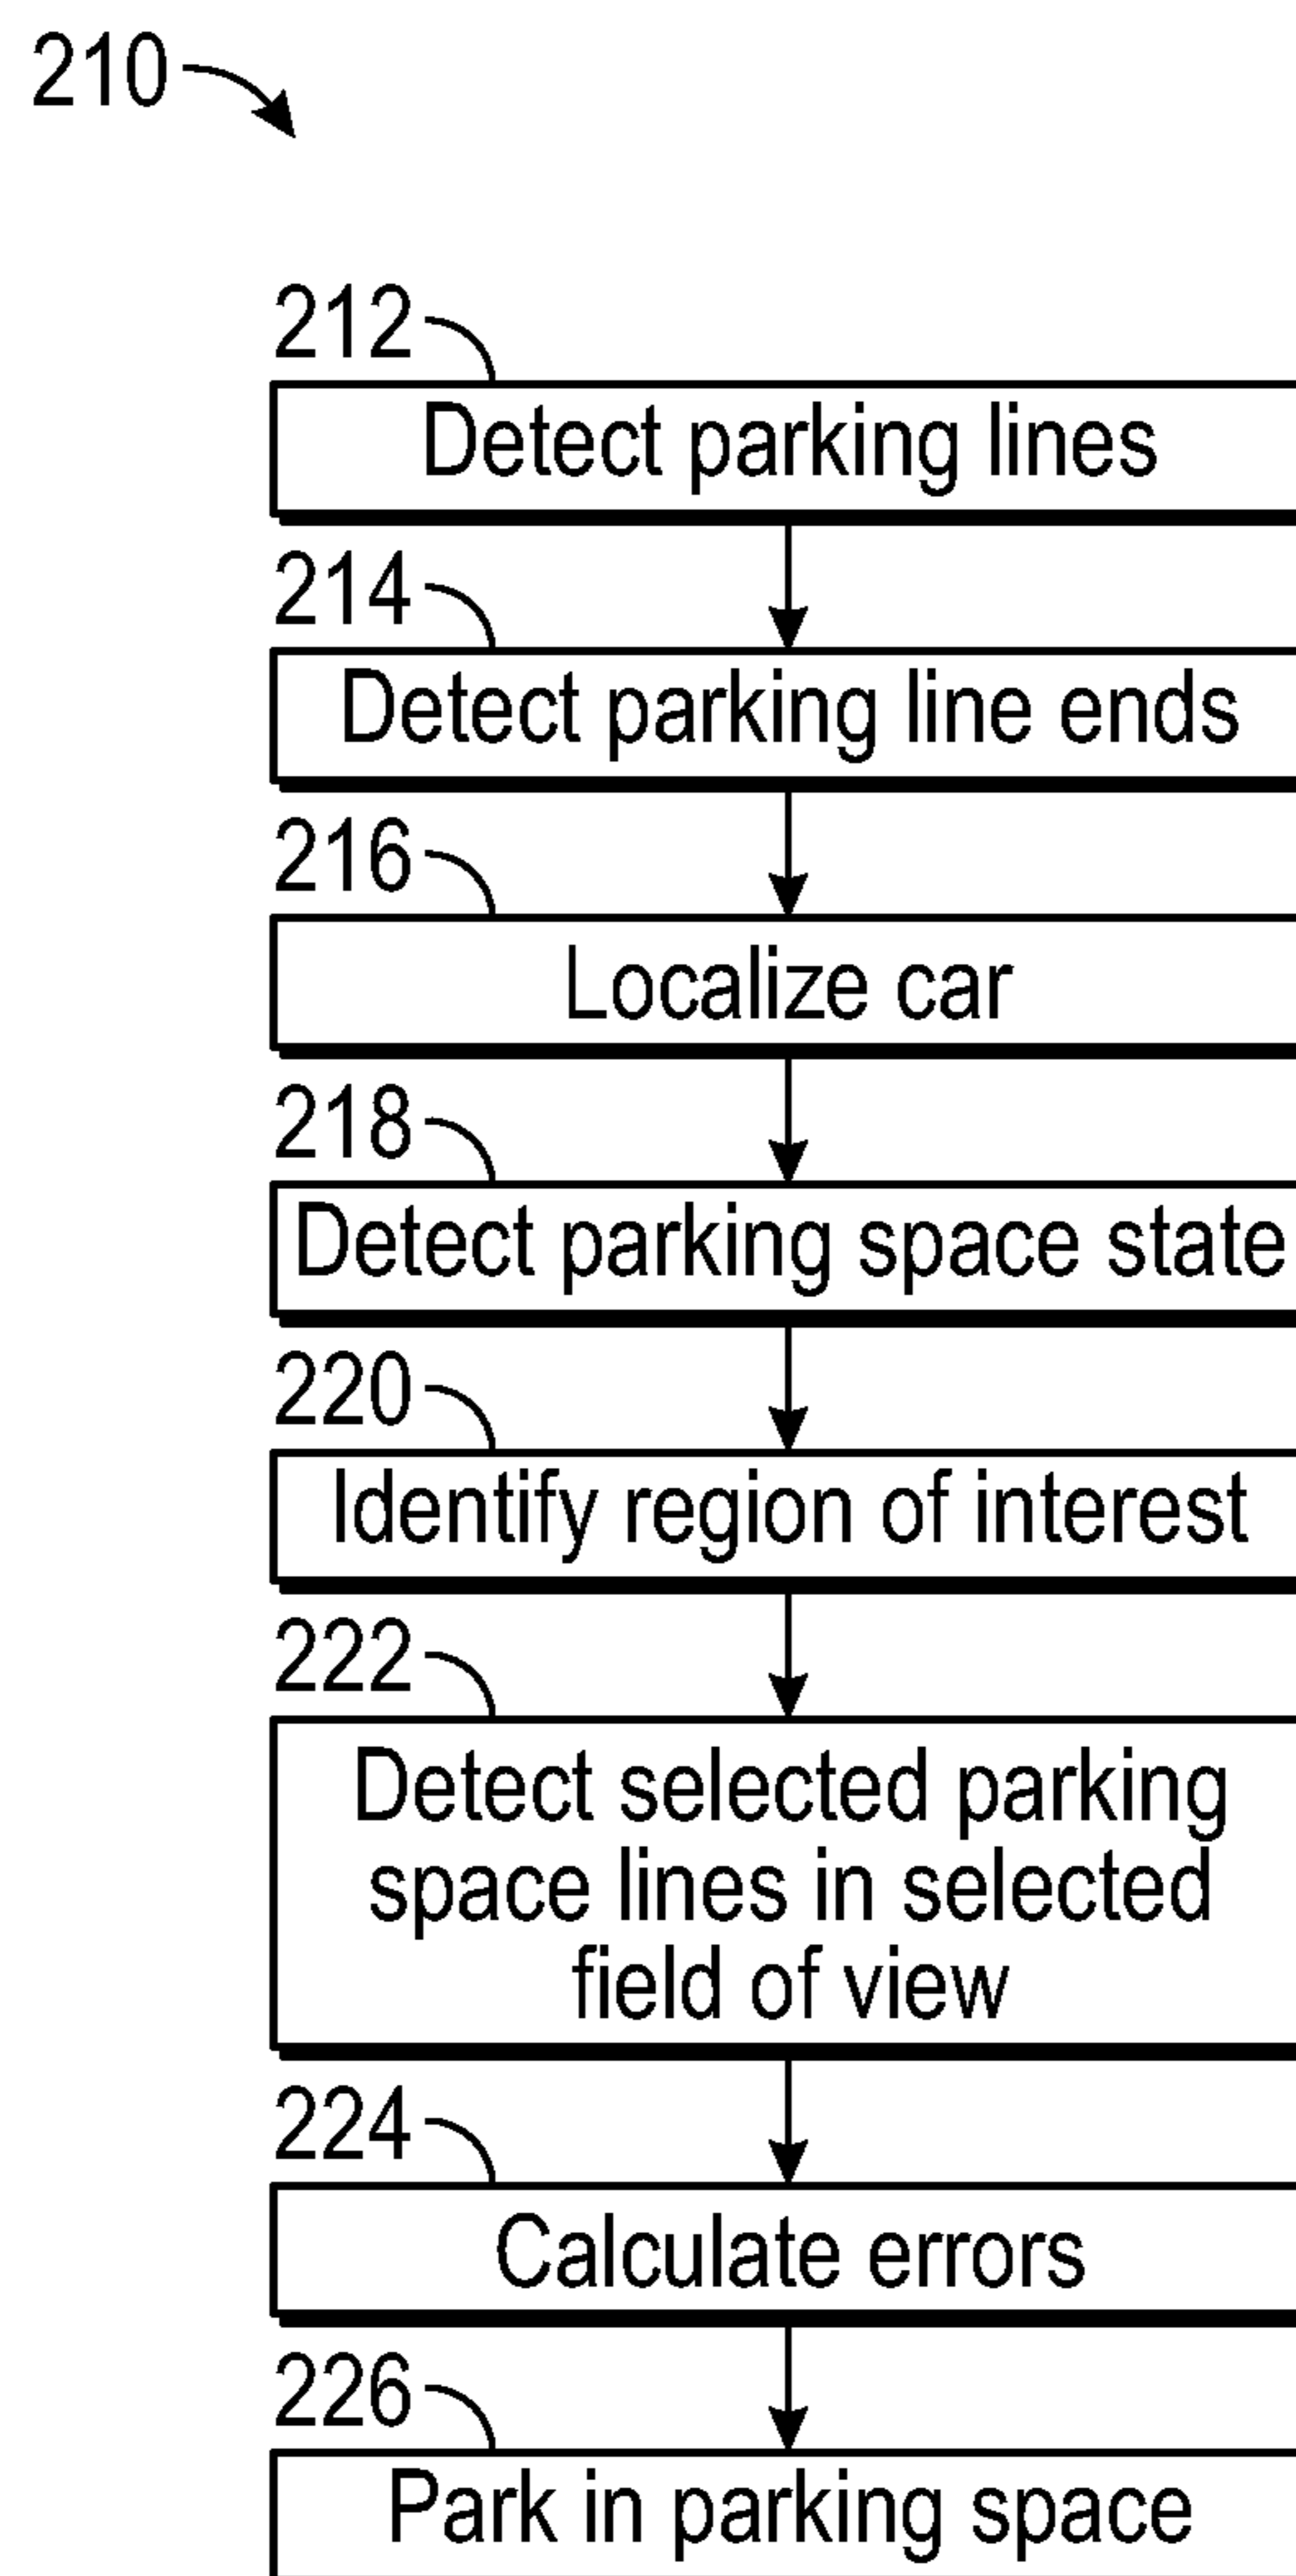 210
212
Detect parking lines
214
Detect parking line ends
216
Localize car
218
Detect parking space state
220
Identify region of interest
222
Detect selected parking
space lines in selected
field of view
224
Calculate errors
226
Park in parking space